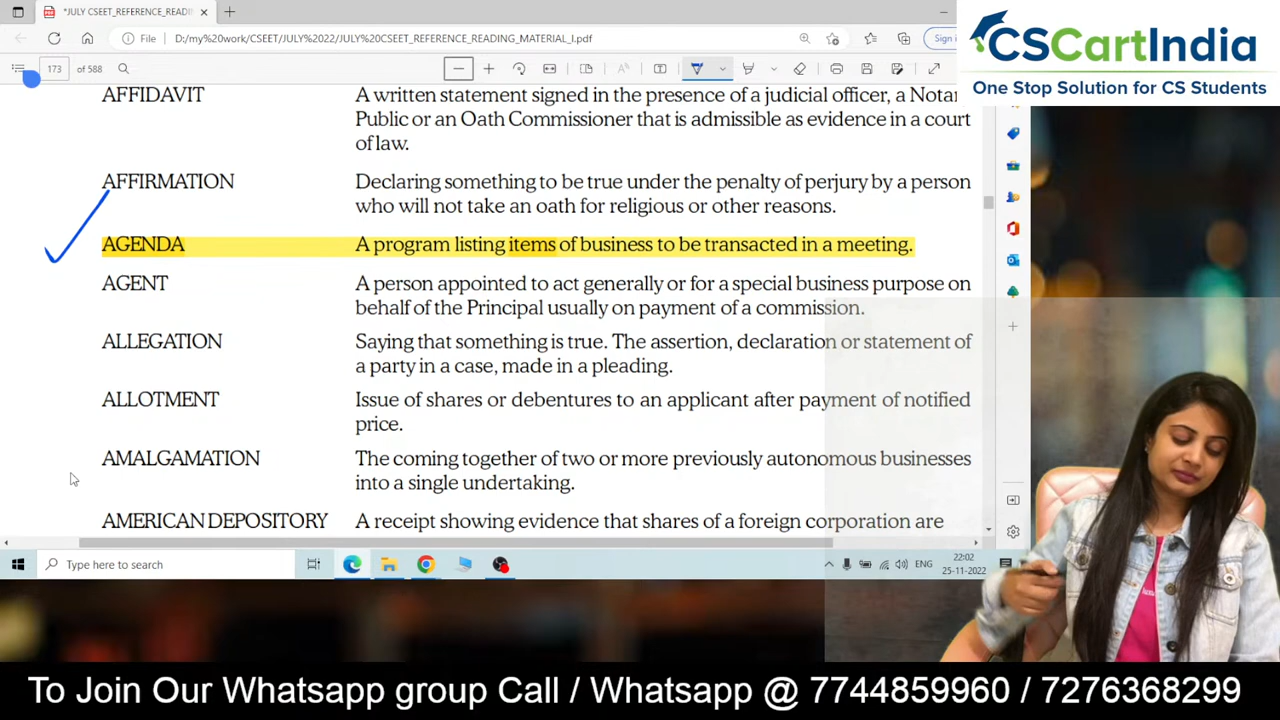 *JULY CSEET_REFERENCE_READI
File D:/my%20work/CSEET/JULY%202022/JULY%20CSEET_REFERENCE_READING_MATERIAL_I.pdf
Sign i
173 of 588
CSCartIndia
One Stop Solution for CS Students
AFFIDAVIT A written statement signed in the presence of a judicial officer, a Nota
Public or an Oath Commissioner that is admissible as evidence in a court
of law.
AFFIRMATION Declaring something to be true under the penalty of perjury by a person
who will not take an oath for religious or other reasons.
AGENDA A program listing items of business to be transacted in a meeting.
AGENT A person appointed to act generally or for a special business purpose on
behalf of the Principal usually on payment of a commission.
ALLEGATION Saying that something is true. The assertion, declaration or statement of
a party in a case, made in a pleading.
ALLOTMENT Issue of shares or debentures to an applicant after payment of notified
price.
AMALGAMATION The coming together of two or more previously autonomous businesses
into a single undertaking.
AMERICAN DEPOSITORY A receipt showing evidence that shares of a foreign corporation are
Type here to search
ENG
22:02
25-11-2022
To Join Our Whatsapp group Call / Whatsapp @ 7744859960 / 7276368299